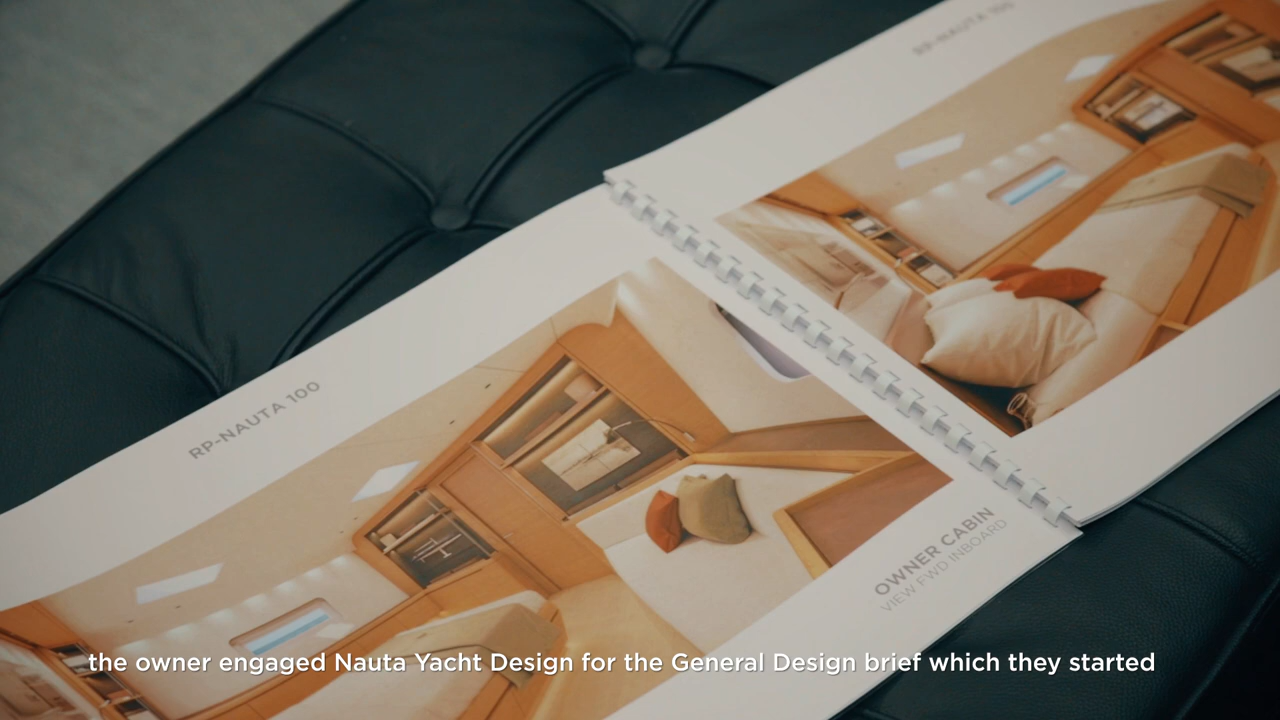 RP-NAUTA 100
RP-NAUTA 100
OWNER CABIN
VIEW FWD INBOARD
the owner engaged Nauta Yacht Design for the General Design brief which they started